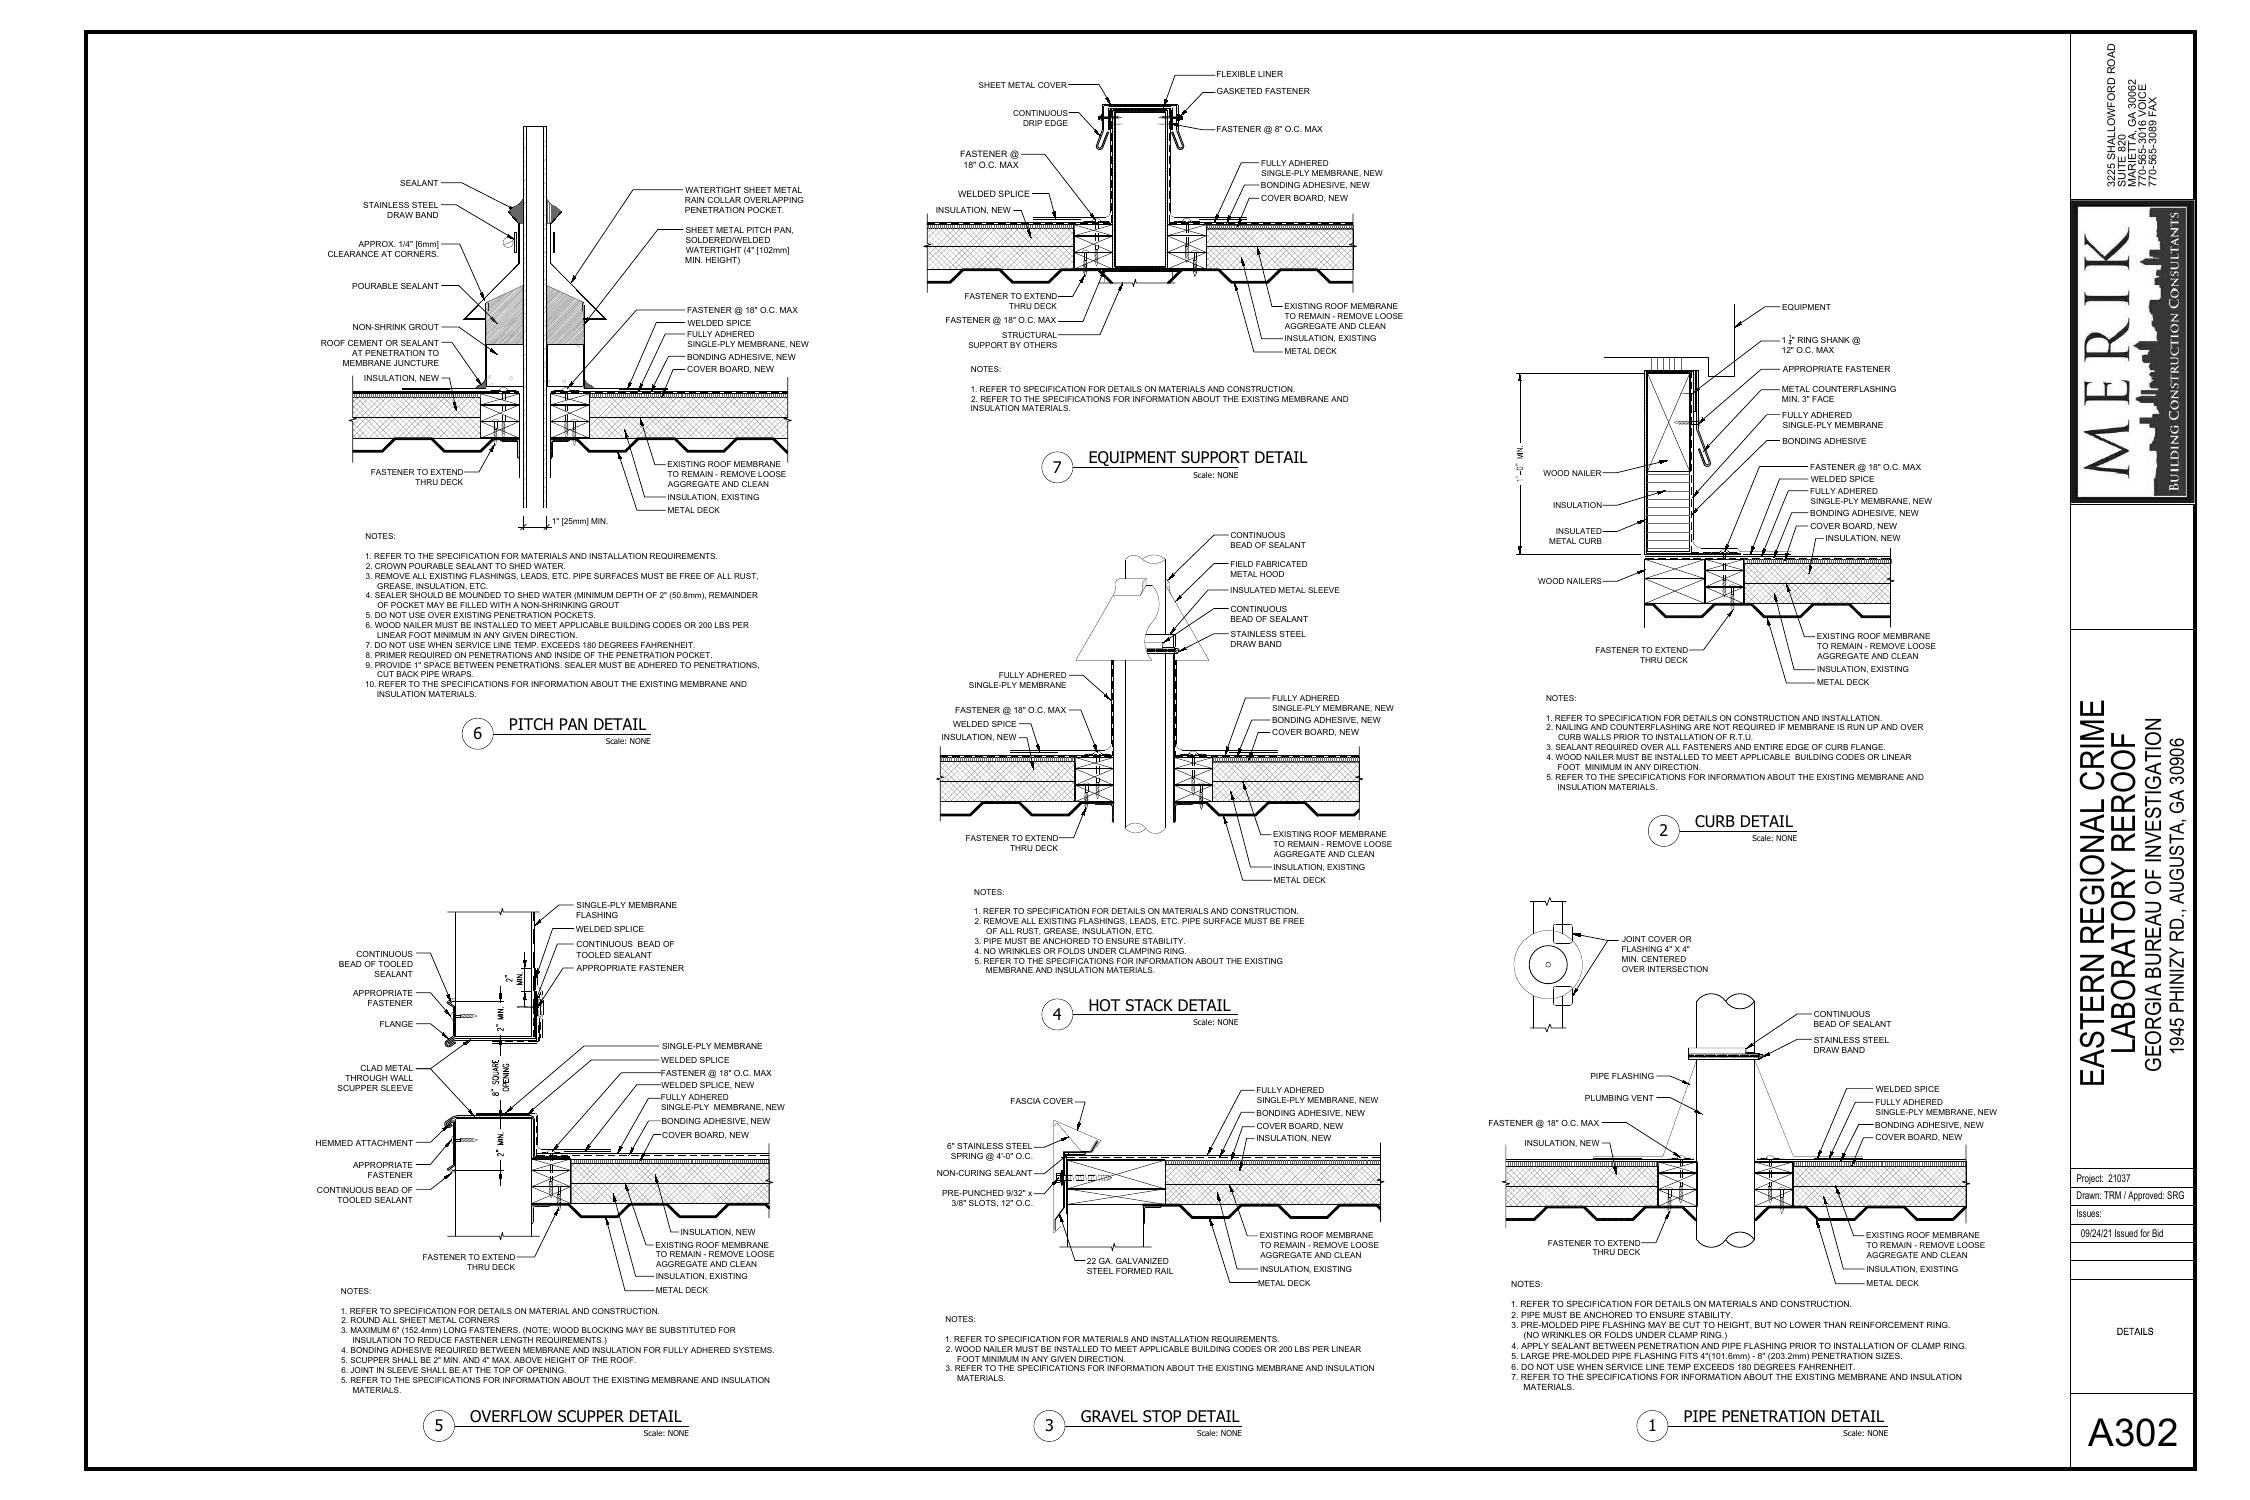 SEALANT
STAINLESS STEEL
DRAW BAND
APPROX. 1/4" [6mm]
CLEARANCE AT CORNERS.
POURABLE SEALANT
NON-SHRINK GROUT
ROOF CEMENT OR SEALANT
AT PENETRATION TO
MEMBRANE JUNCTURE
INSULATION, NEW
FASTENER TO EXTEND
THRU DECK
WATERTIGHT SHEET METAL
RAIN COLLAR OVERLAPPING
PENETRATION POCKET.
SHEET METAL PITCH PAN,
SOLDERED/WELDED
WATERTIGHT (4" [102mm]
MIN. HEIGHT)
FASTENER @ 18" O.C. MAX
WELDED SPICE
FULLY ADHERED
SINGLE-PLY MEMBRANE, NEW
BONDING ADHESIVE, NEW
COVER BOARD, NEW
EXISTING ROOF MEMBRANE
TO REMAIN - REMOVE LOOSE
AGGREGATE AND CLEAN
INSULATION, EXISTING
METAL DECK
1" [25mm] MIN.
NOTES:
1. REFER TO THE SPECIFICATION FOR MATERIALS AND INSTALLATION REQUIREMENTS.
2. CROWN POURABLE SEALANT TO SHED WATER.
3. REMOVE ALL EXISTING FLASHINGS, LEADS, ETC. PIPE SURFACES MUST BE FREE OF ALL RUST,
GREASE, INSULATION, ETC.
4. SEALER SHOULD BE MOUNDED TO SHED WATER (MINIMUM DEPTH OF 2" (50.8mm), REMAINDER
OF POCKET MAY BE FILLED WITH A NON-SHRINKING GROUT
5. DO NOT USE OVER EXISTING PENETRATION POCKETS.
6. WOOD NAILER MUST BE INSTALLED TO MEET APPLICABLE BUILDING CODES OR 200 LBS PER
LINEAR FOOT MINIMUM IN ANY GIVEN DIRECTION.
7. DO NOT USE WHEN SERVICE LINE TEMP. EXCEEDS 180 DEGREES FAHRENHEIT.
8. PRIMER REQUIRED ON PENETRATIONS AND INSIDE OF THE PENETRATION POCKET.
9. PROVIDE 1" SPACE BETWEEN PENETRATIONS. SEALER MUST BE ADHERED TO PENETRATIONS,
CUT BACK PIPE WRAPS.
10. REFER TO THE SPECIFICATIONS FOR INFORMATION ABOUT THE EXISTING MEMBRANE AND
INSULATION MATERIALS.
6 PITCH PAN DETAIL
Scale: NONE
SHEET METAL COVER
CONTINUOUS
DRIP EDGE
FASTENER @
18" O.C. MAX
WELDED SPLICE
INSULATION, NEW
FASTENER TO EXTEND
THRU DECK
FASTENER @ 18" O.C. MAX
STRUCTURAL
SUPPORT BY OTHERS
FLEXIBLE LINER
GASKETED FASTENER
FASTENER @ 8" O.C. MAX
FULLY ADHERED
SINGLE-PLY MEMBRANE, NEW
BONDING ADHESIVE, NEW
COVER BOARD, NEW
EXISTING ROOF MEMBRANE
TO REMAIN - REMOVE LOOSE
AGGREGATE AND CLEAN
INSULATION, EXISTING
METAL DECK
NOTES:
1. REFER TO SPECIFICATION FOR DETAILS ON MATERIALS AND CONSTRUCTION.
2. REFER TO THE SPECIFICATIONS FOR INFORMATION ABOUT THE EXISTING MEMBRANE AND
INSULATION MATERIALS.
7 EQUIPMENT SUPPORT DETAIL
Scale: NONE
CONTINUOUS
BEAD OF SEALANT
FIELD FABRICATED
METAL HOOD
INSULATED METAL SLEEVE
CONTINUOUS
BEAD OF SEALANT
STAINLESS STEEL
DRAW BAND
FULLY ADHERED
SINGLE-PLY MEMBRANE
FASTENER @ 18" O.C. MAX
WELDED SPICE
INSULATION, NEW
FASTENER TO EXTEND
THRU DECK
FULLY ADHERED
SINGLE-PLY MEMBRANE, NEW
BONDING ADHESIVE, NEW
COVER BOARD, NEW
EXISTING ROOF MEMBRANE
TO REMAIN - REMOVE LOOSE
AGGREGATE AND CLEAN
INSULATION, EXISTING
METAL DECK
NOTES:
1. REFER TO SPECIFICATION FOR DETAILS ON MATERIALS AND CONSTRUCTION.
2. REMOVE ALL EXISTING FLASHINGS, LEADS, ETC. PIPE SURFACE MUST BE FREE
OF ALL RUST, GREASE, INSULATION, ETC.
3. PIPE MUST BE ANCHORED TO ENSURE STABILITY.
4. NO WRINKLES OR FOLDS UNDER CLAMPING RING.
5. REFER TO THE SPECIFICATIONS FOR INFORMATION ABOUT THE EXISTING
MEMBRANE AND INSULATION MATERIALS.
4 HOT STACK DETAIL
Scale: NONE
EQUIPMENT
1 1/4" RING SHANK @
12" O.C. MAX
APPROPRIATE FASTENER
METAL COUNTERFLASHING
MIN. 3" FACE
FULLY ADHERED
SINGLE-PLY MEMBRANE
BONDING ADHESIVE
FASTENER @ 18" O.C. MAX
WELDED SPICE
FULLY ADHERED
SINGLE-PLY MEMBRANE, NEW
BONDING ADHESIVE, NEW
COVER BOARD, NEW
INSULATION, NEW
1'-0" MIN.
WOOD NAILER
INSULATION
INSULATED
METAL CURB
WOOD NAILERS
FASTENER TO EXTEND
THRU DECK
EXISTING ROOF MEMBRANE
TO REMAIN - REMOVE LOOSE
AGGREGATE AND CLEAN
INSULATION, EXISTING
METAL DECK
NOTES:
1. REFER TO SPECIFICATION FOR DETAILS ON CONSTRUCTION AND INSTALLATION.
2. NAILING AND COUNTERFLASHING ARE NOT REQUIRED IF MEMBRANE IS RUN UP AND OVER
CURB WALLS PRIOR TO INSTALLATION OF R.T.U.
3. SEALANT REQUIRED OVER ALL FASTENERS AND ENTIRE EDGE OF CURB FLANGE.
4. WOOD NAILER MUST BE INSTALLED TO MEET APPLICABLE BUILDING CODES OR LINEAR
FOOT MINIMUM IN ANY DIRECTION.
5. REFER TO THE SPECIFICATIONS FOR INFORMATION ABOUT THE EXISTING MEMBRANE AND
INSULATION MATERIALS.
2 CURB DETAIL
Scale: NONE
SINGLE-PLY MEMBRANE
FLASHING
WELDED SPLICE
CONTINUOUS BEAD OF
TOOLED SEALANT
APPROPRIATE FASTENER
CONTINUOUS
BEAD OF TOOLED
SEALANT
APPROPRIATE
FASTENER
FLANGE
CLAD METAL
THROUGH WALL
SCUPPER SLEEVE
HEMMED ATTACHMENT
APPROPRIATE
FASTENER
CONTINUOUS BEAD OF
TOOLED SEALANT
2"
MIN.
2" MIN.
8" SQUARE
OPENING
2" MIN.
SINGLE-PLY MEMBRANE
WELDED SPLICE
FASTENER @ 18" O.C. MAX
WELDED SPLICE, NEW
FULLY ADHERED
SINGLE-PLY MEMBRANE, NEW
BONDING ADHESIVE, NEW
COVER BOARD, NEW
FASTENER TO EXTEND
THRU DECK
INSULATION, NEW
EXISTING ROOF MEMBRANE
TO REMAIN - REMOVE LOOSE
AGGREGATE AND CLEAN
INSULATION, EXISTING
METAL DECK
NOTES:
1. REFER TO SPECIFICATION FOR DETAILS ON MATERIAL AND CONSTRUCTION.
2. ROUND ALL SHEET METAL CORNERS
3. MAXIMUM 6" (152.4mm) LONG FASTENERS. (NOTE: WOOD BLOCKING MAY BE SUBSTITUTED FOR
INSULATION TO REDUCE FASTENER LENGTH REQUIREMENTS.)
4. BONDING ADHESIVE REQUIRED BETWEEN MEMBRANE AND INSULATION FOR FULLY ADHERED SYSTEMS.
5. SCUPPER SHALL BE 2" MIN. AND 4" MAX. ABOVE HEIGHT OF THE ROOF.
6. JOINT IN SLEEVE SHALL BE AT THE TOP OF OPENING.
5. REFER TO THE SPECIFICATIONS FOR INFORMATION ABOUT THE EXISTING MEMBRANE AND INSULATION
MATERIALS.
5 OVERFLOW SCUPPER DETAIL
Scale: NONE
FASCIA COVER
6" STAINLESS STEEL
SPRING @ 4'-0" O.C.
NON-CURING SEALANT
PRE-PUNCHED 9/32" x
3/8" SLOTS, 12" O.C.
22 GA. GALVANIZED
STEEL FORMED RAIL
FULLY ADHERED
SINGLE-PLY MEMBRANE, NEW
BONDING ADHESIVE, NEW
COVER BOARD, NEW
INSULATION, NEW
EXISTING ROOF MEMBRANE
TO REMAIN - REMOVE LOOSE
AGGREGATE AND CLEAN
INSULATION, EXISTING
METAL DECK
NOTES:
1. REFER TO SPECIFICATION FOR MATERIALS AND INSTALLATION REQUIREMENTS.
2. WOOD NAILER MUST BE INSTALLED TO MEET APPLICABLE BUILDING CODES OR 200 LBS PER LINEAR
FOOT MINIMUM IN ANY GIVEN DIRECTION.
3. REFER TO THE SPECIFICATIONS FOR INFORMATION ABOUT THE EXISTING MEMBRANE AND INSULATION
MATERIALS.
3 GRAVEL STOP DETAIL
Scale: NONE
JOINT COVER OR
FLASHING 4" X 4"
MIN. CENTERED
OVER INTERSECTION
CONTINUOUS
BEAD OF SEALANT
STAINLESS STEEL
DRAW BAND
PIPE FLASHING
PLUMBING VENT
FASTENER @ 18" O.C. MAX
INSULATION, NEW
FASTENER TO EXTEND
THRU DECK
WELDED SPICE
FULLY ADHERED
SINGLE-PLY MEMBRANE, NEW
BONDING ADHESIVE, NEW
COVER BOARD, NEW
EXISTING ROOF MEMBRANE
TO REMAIN - REMOVE LOOSE
AGGREGATE AND CLEAN
INSULATION, EXISTING
METAL DECK
NOTES:
1. REFER TO SPECIFICATION FOR DETAILS ON MATERIALS AND CONSTRUCTION.
2. PIPE MUST BE ANCHORED TO ENSURE STABILITY.
3. PRE-MOLDED PIPE FLASHING MAY BE CUT TO HEIGHT, BUT NO LOWER THAN REINFORCEMENT RING.
(NO WRINKLES OR FOLDS UNDER CLAMP RING.)
4. APPLY SEALANT BETWEEN PENETRATION AND PIPE FLASHING PRIOR TO INSTALLATION OF CLAMP RING.
5. LARGE PRE-MOLDED PIPE FLASHING FITS 4"(101.6mm) - 8" (203.2mm) PENETRATION SIZES.
6. DO NOT USE WHEN SERVICE LINE TEMP EXCEEDS 180 DEGREES FAHRENHEIT.
7. REFER TO THE SPECIFICATIONS FOR INFORMATION ABOUT THE EXISTING MEMBRANE AND INSULATION
MATERIALS.
1 PIPE PENETRATION DETAIL
Scale: NONE
3225 SHALLOWFORD ROAD
SUITE 820
MARIETTA, GA 30062
770-565-3016 VOICE
770-565-3089 FAX
MERIK
BUILDING CONSTRUCTION CONSULTANTS
EASTERN REGIONAL CRIME
LABORATORY REROOF
GEORGIA BUREAU OF INVESTIGATION
1945 PHINIZY RD., AUGUSTA, GA 30906
Project: 21037
Drawn: TRM / Approved: SRG
Issues:
09/24/21 Issued for Bid
DETAILS
A302